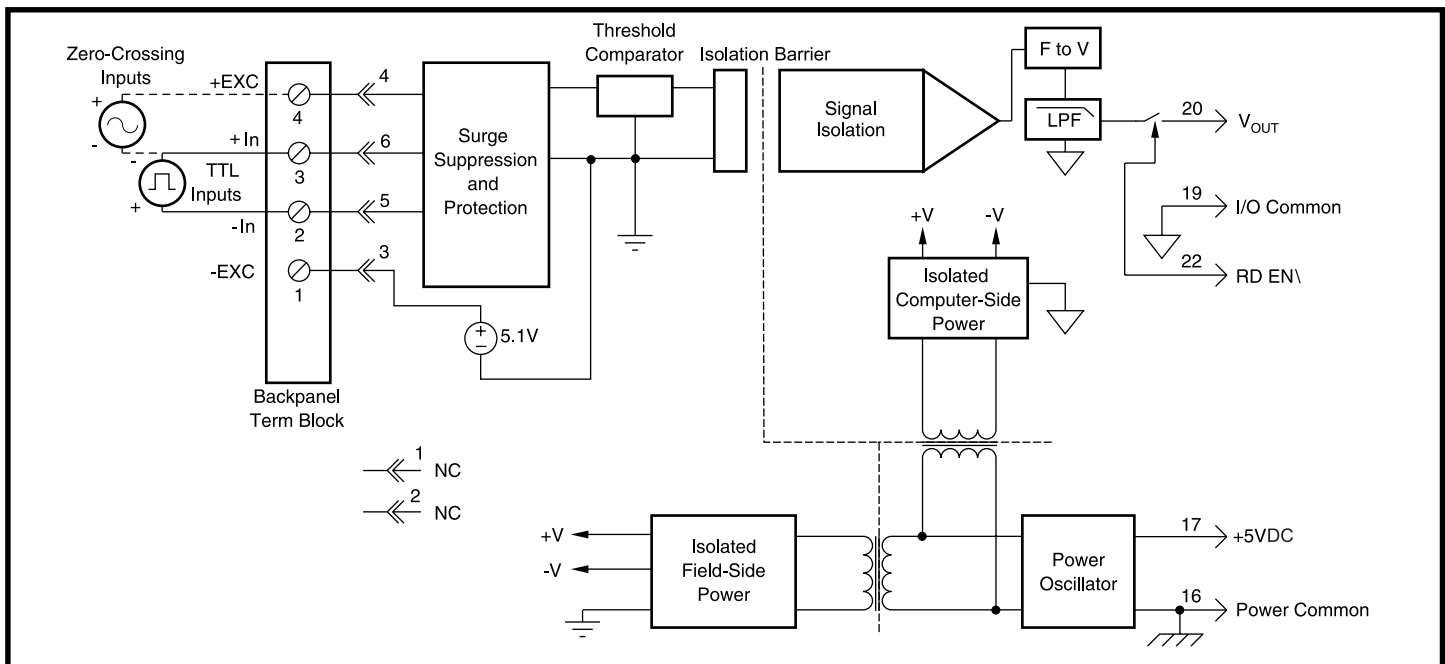 Zero-Crossing
Inputs
+EXC
4
4
+
-
+In
3
6
-
TTL
Inputs
+
-In
2
5
-EXC
1
3
Backpanel
Term Block
Surge
Suppression
and
Protection
+
−
5.1V
Threshold
Comparator
Isolation Barrier
Signal
Isolation
F to V
LPF
20
VOUT
19
I/O Common
22
RD EN\
+V
-V
Isolated
Computer-Side
Power
1
NC
2
NC
+V
-V
Isolated
Field-Side
Power
Power
Oscillator
17
+5VDC
16
Power Common